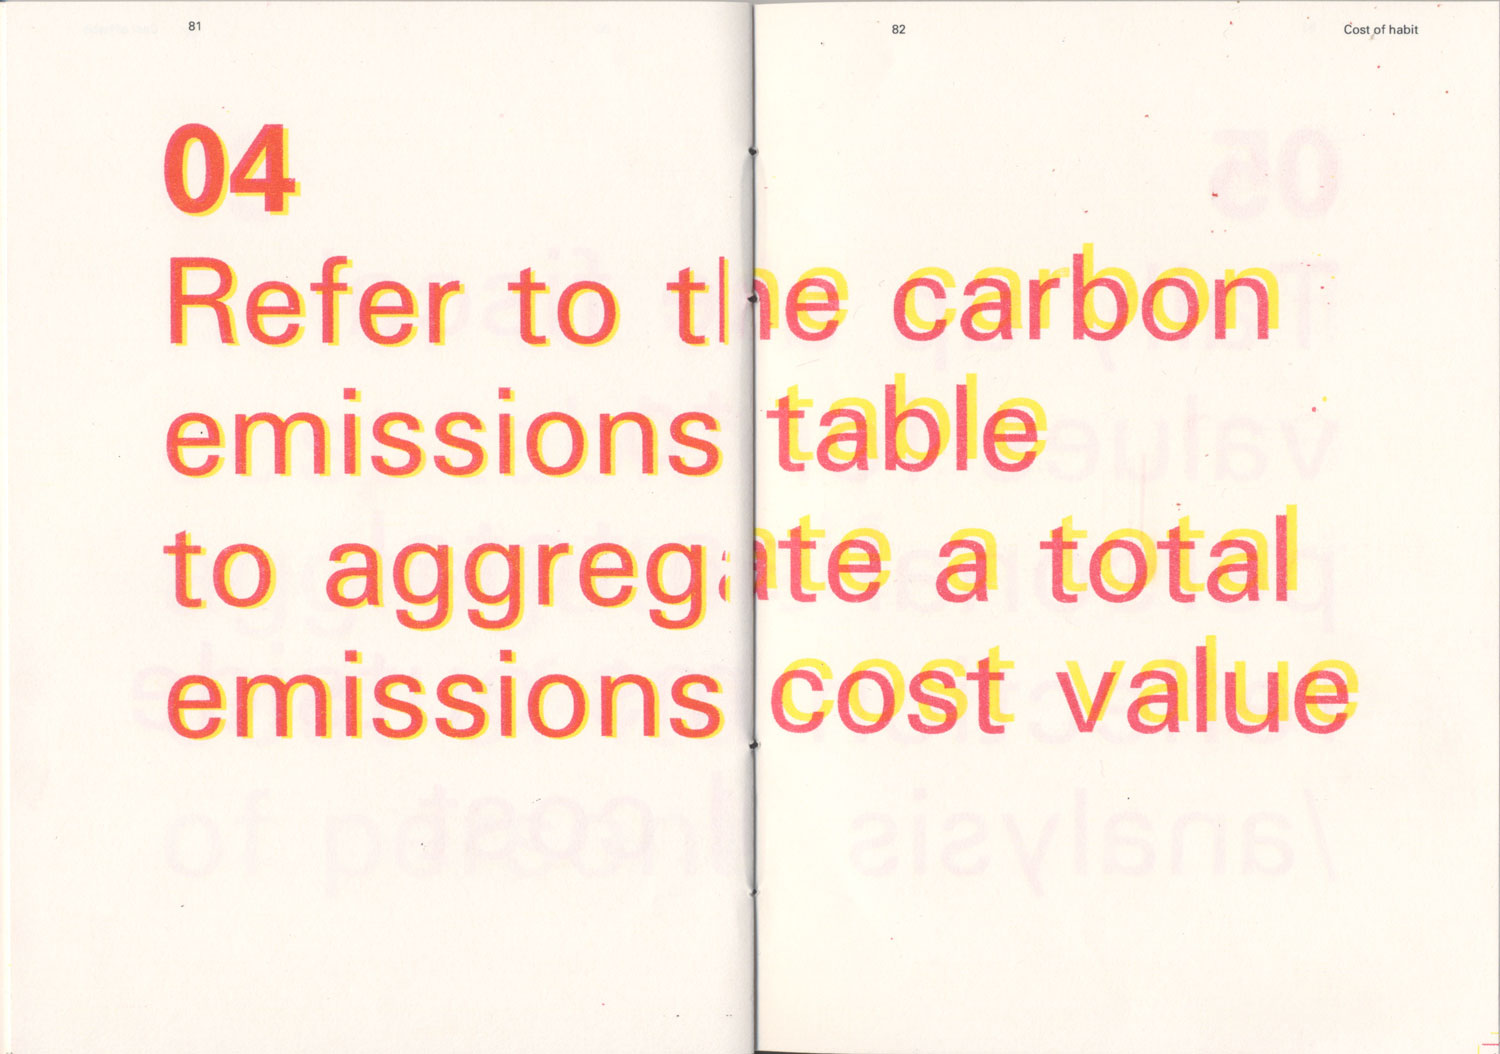 81
82
Cost of habit
04
Refer to the carbon
emissions table
to aggregate a total
emissions cost value